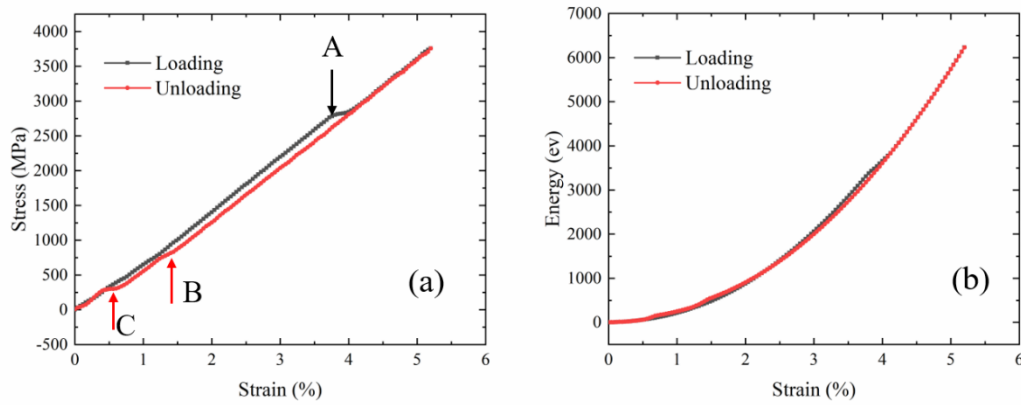 4000
3500
3000
2500
2000
1500
1000
500
0
-500
Stress (MPa)
Loading
Unloading
A
B
C
(a)
0 1 2 3 4 5 6
Strain (%)
7000
6000
5000
4000
3000
2000
1000
0
Energy (ev)
Loading
Unloading
(b)
0 1 2 3 4 5 6
Strain (%)